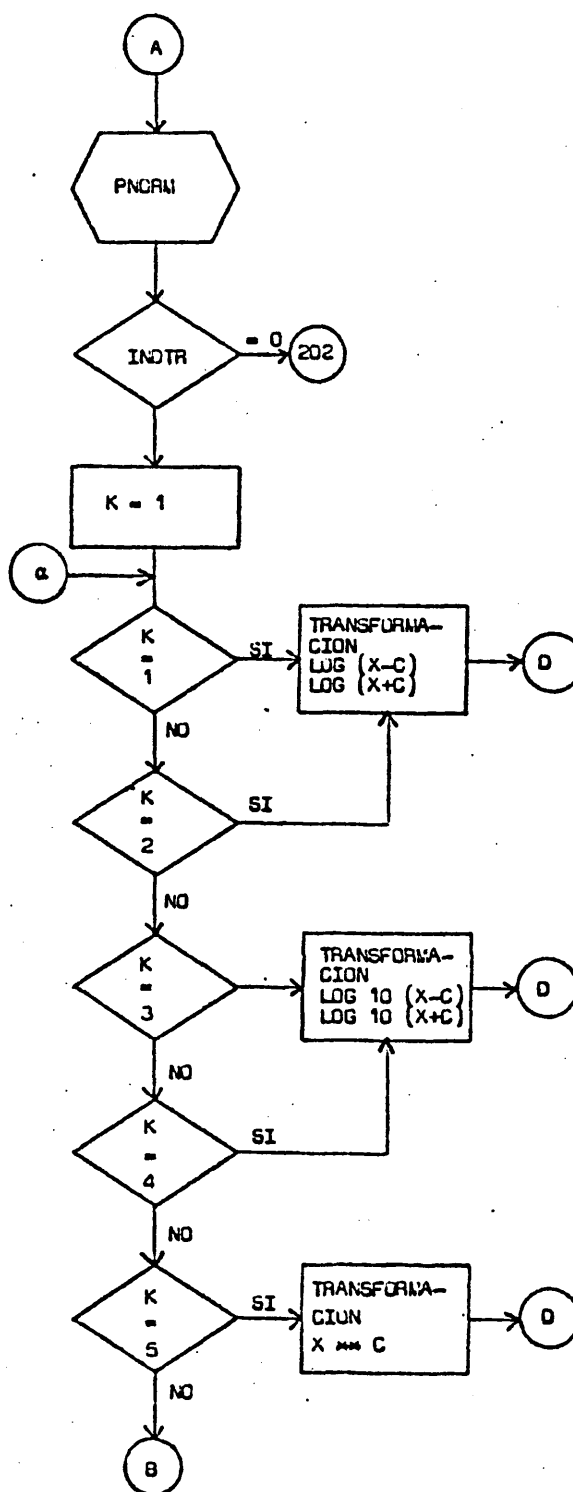 A
PNORM
INDTR
= 0
202
K = 1
α
K
=
1
SI
TRANSFORMA-
CION
LOG (X-C)
LOG (X+C)
D
NO
K
=
2
SI
NO
K
=
3
TRANSFORMA-
CION
LOG 10 (X-C)
LOG 10 (X+C)
D
NO
K
=
4
SI
NO
K
=
5
SI
TRANSFORMA-
CION
X ** C
D
NO
B